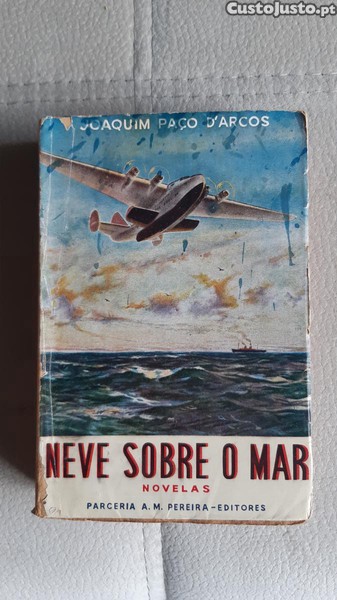 CustoJusto.pt
JOAQUIM PAÇO D'ARCOS
NEVE SOBRE O MAR
NOVELAS
PARCERIA A. M. PEREIRA-EDITORES